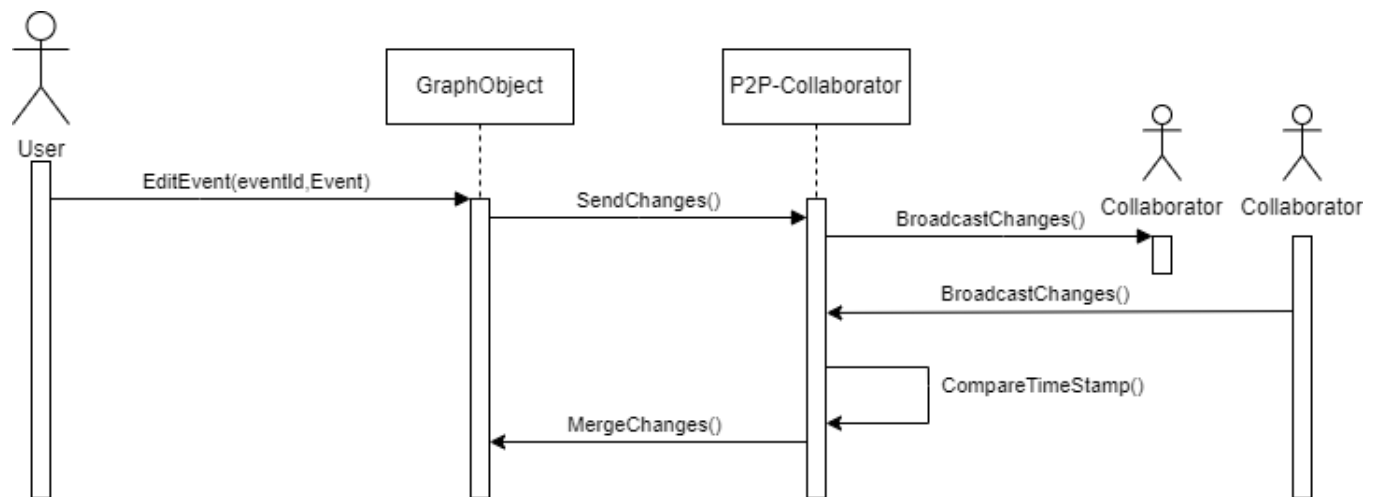 GraphObject
P2P-Collaborator
User
EditEvent(eventId,Event)
SendChanges()
Collaborator
Collaborator
BroadcastChanges()
BroadcastChanges()
CompareTimeStamp()
MergeChanges()